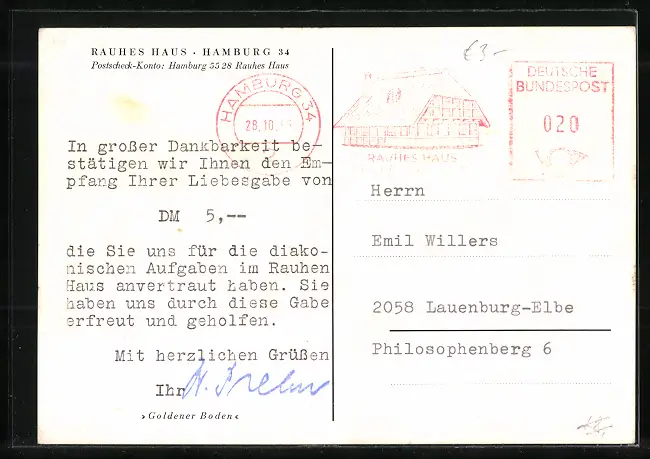 RAUHES HAUS · HAMBURG 34
Postscheck-Konto: Hamburg 55 28 Rauhes Haus
€3-
HAMBURG 34
28.10.
RAUHES HAUS
DEUTSCHE
BUNDESPOST
020
In großer Dankbarkeit be-
stätigen wir Ihnen den Em-
pfang Ihrer Liebesgabe von
DM 5,--
die Sie uns für die diako-
nischen Aufgaben im Rauhen
Haus anvertraut haben. Sie
haben uns durch diese Gabe
erfreut und geholfen.
Mit herzlichen Grüßen
Ihr
›Goldener Boden‹
Herrn
Emil Willers
2058 Lauenburg-Elbe
Philosophenberg 6